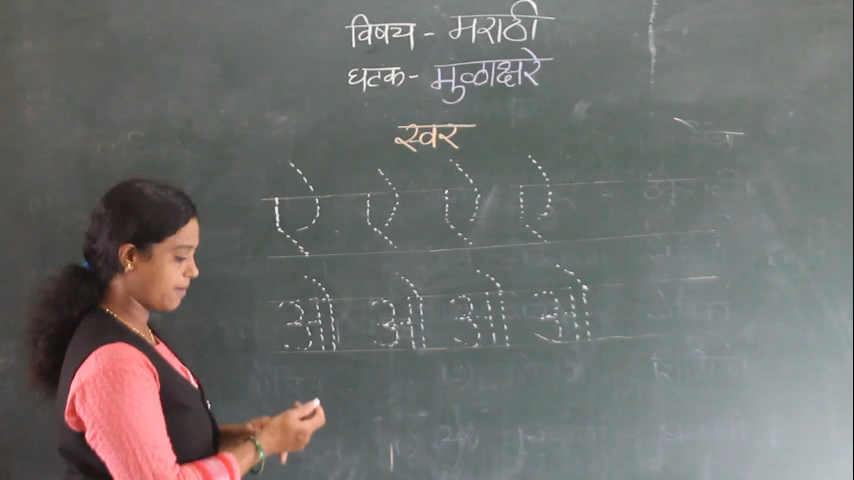 विषय - मराठी
घटक - मुळाक्षरे
स्वर
ऐ ऐ ऐ ऐ
ओ ओ ओ ओ